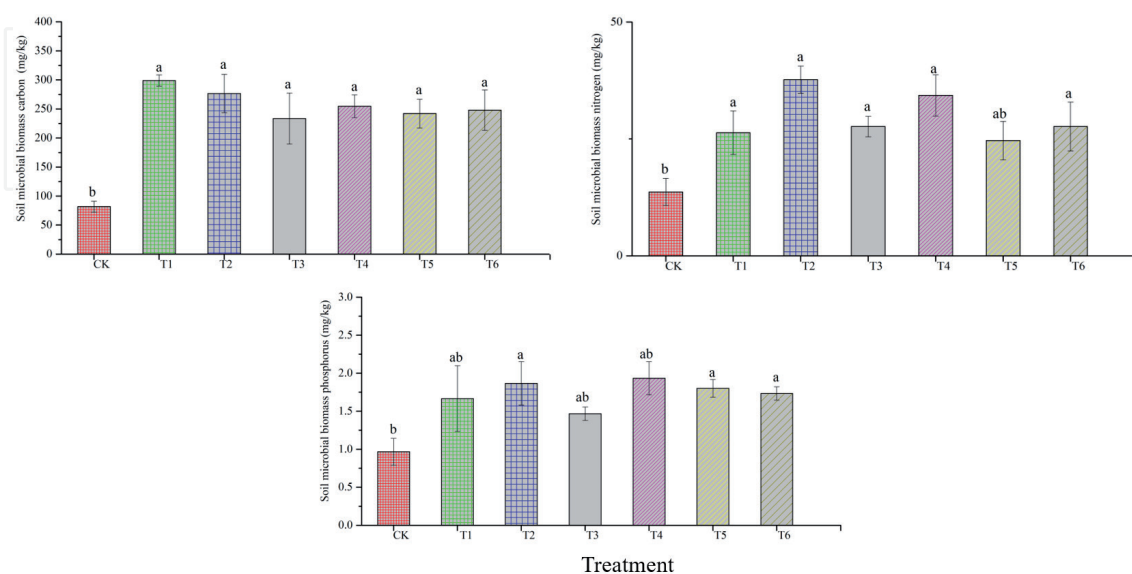 Soil microbial biomass carbon (mg/kg)
400
350
300
250
200
150
100
50
0
b
a
a
a
a
a
a
CK T1 T2 T3 T4 T5 T6
Soil microbial biomass nitrogen (mg/kg)
50
0
b
a
a
a
a
ab
a
CK T1 T2 T3 T4 T5 T6
Soil microbial biomass phosphorus (mg/kg)
3.0
2.5
2.0
1.5
1.0
0.5
0.0
b
ab
a
ab
ab
a
a
CK T1 T2 T3 T4 T5 T6
Treatment